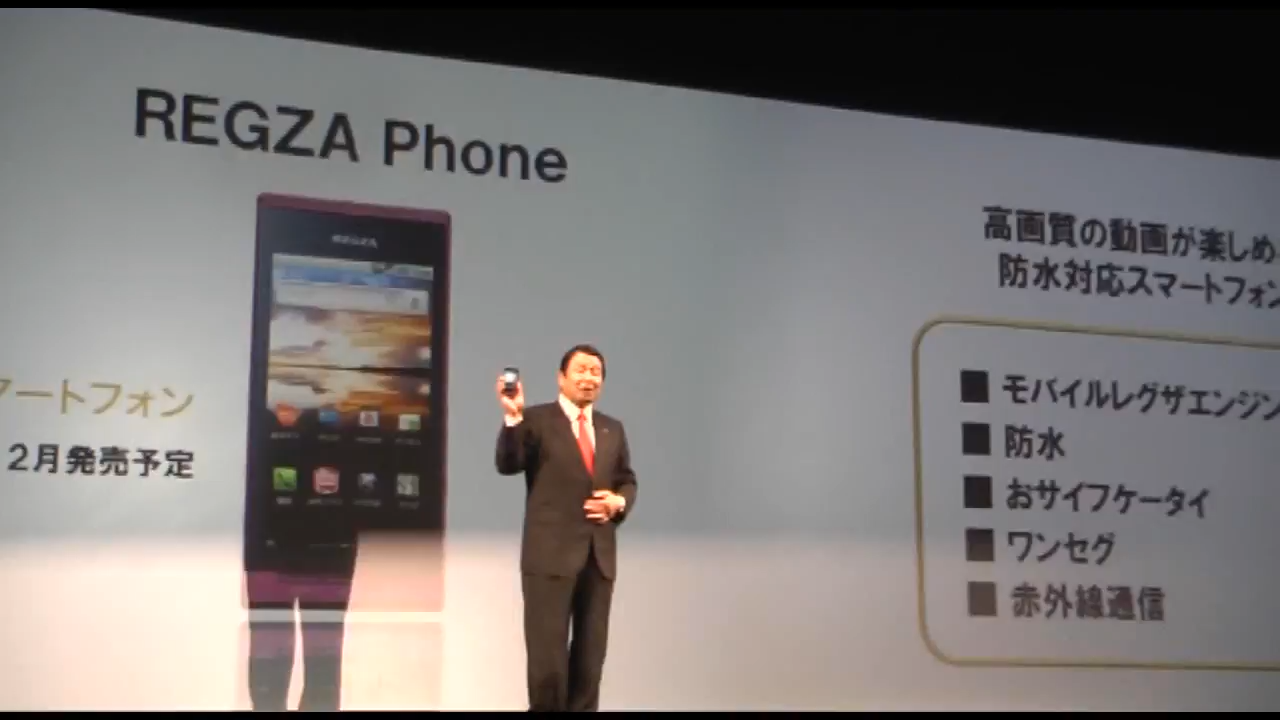 REGZA Phone
REGZA
アートフォン
2月発売予定
高画質の動画が楽しめ
防水対応スマートフォン
■ モバイルレグザエンジン
■ 防水
■ おサイフケータイ
■ ワンセグ
■ 赤外線通信